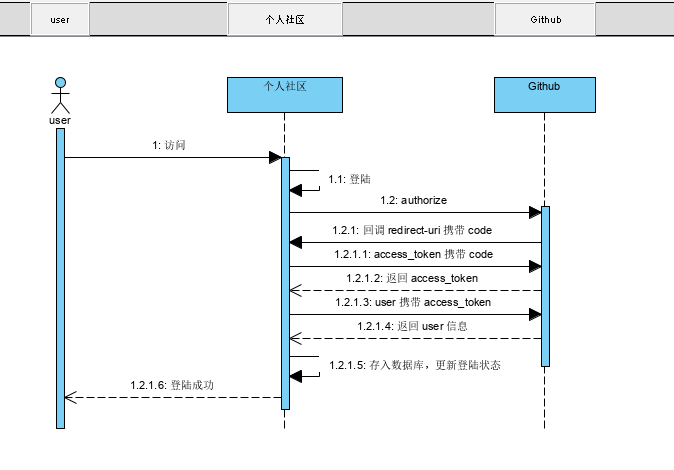 user
个人社区
Github
个人社区
Github
user
1: 访问
1.1: 登陆
1.2: authorize
1.2.1: 回调 redirect-uri 携带 code
1.2.1.1: access_token 携带 code
1.2.1.2: 返回 access_token
1.2.1.3: user 携带 access_token
1.2.1.4: 返回 user 信息
1.2.1.5: 存入数据库，更新登陆状态
1.2.1.6: 登陆成功